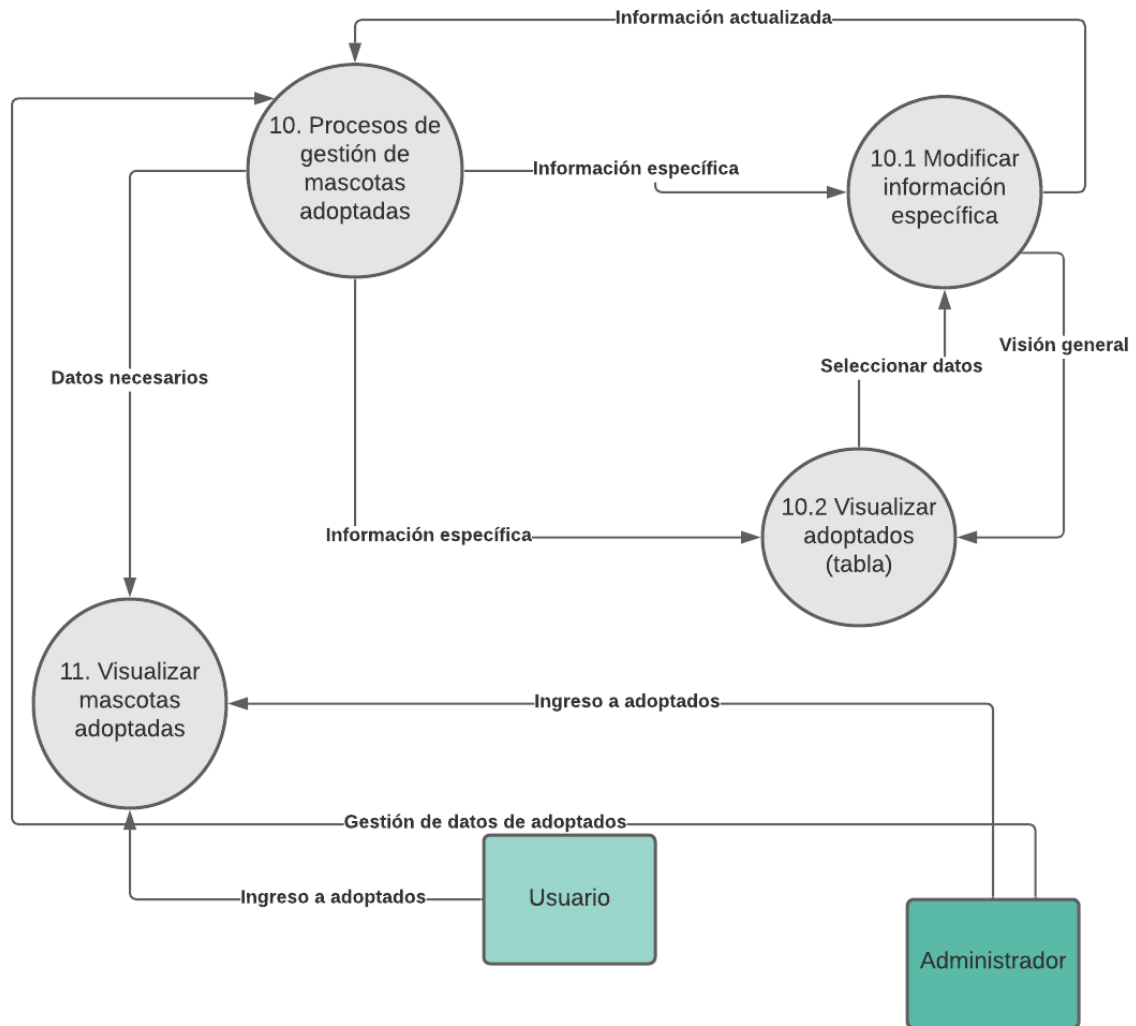 Información actualizada
10. Procesos de
gestión de
mascotas
adoptadas
Información específica
10.1 Modificar
información
específica
Visión general
Seleccionar datos
Datos necesarios
10.2 Visualizar
adoptados
(tabla)
Información específica
11. Visualizar
mascotas
adoptadas
Ingreso a adoptados
Gestión de datos de adoptados
Ingreso a adoptados
Usuario
Administrador